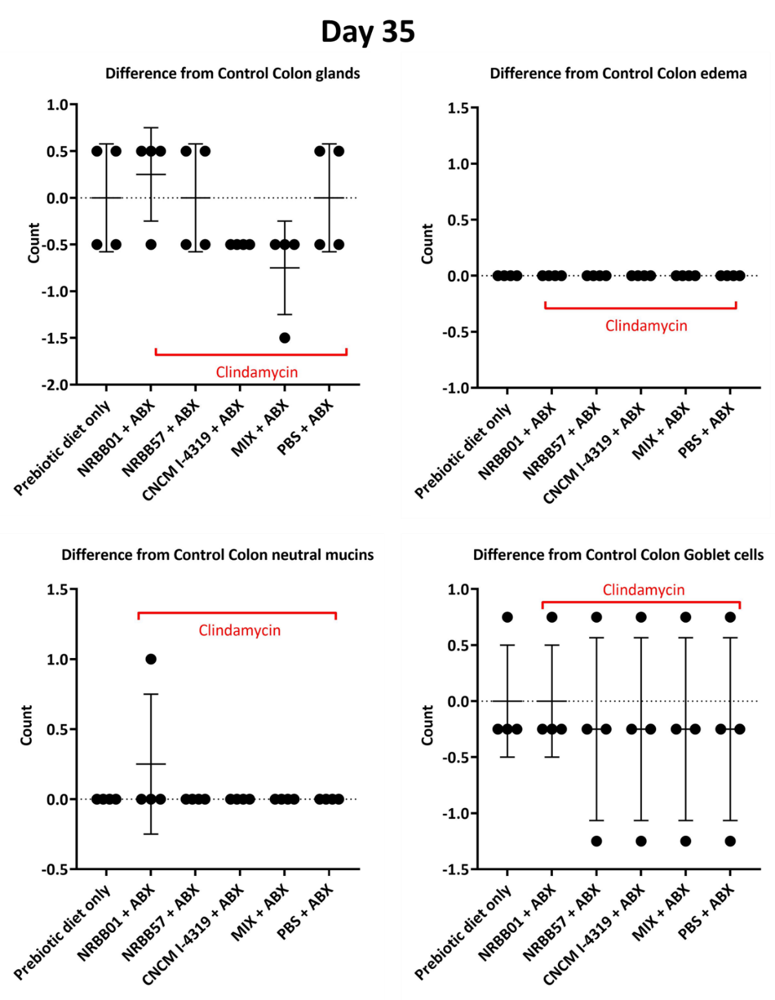 Day 35
Difference from Control Colon glands
Count
1.0
0.5
0.0
-0.5
-1.0
-1.5
-2.0
Clindamycin
Prebiotic diet only
NRBB01 + ABX
NRBB57 + ABX
CNCM I-4319 + ABX
MIX + ABX
PBS + ABX
Difference from Control Colon edema
Count
1.5
1.0
0.5
0.0
-0.5
-1.0
Clindamycin
Prebiotic diet only
NRBB01 + ABX
NRBB57 + ABX
CNCM I-4319 + ABX
MIX + ABX
PBS + ABX
Difference from Control Colon neutral mucins
Count
1.5
1.0
0.5
0.0
-0.5
Clindamycin
Prebiotic diet only
NRBB01 + ABX
NRBB57 + ABX
CNCM I-4319 + ABX
MIX + ABX
PBS + ABX
Difference from Control Colon Goblet cells
Count
1.0
0.5
0.0
-0.5
-1.0
-1.5
Clindamycin
Prebiotic diet only
NRBB01 + ABX
NRBB57 + ABX
CNCM I-4319 + ABX
MIX + ABX
PBS + ABX